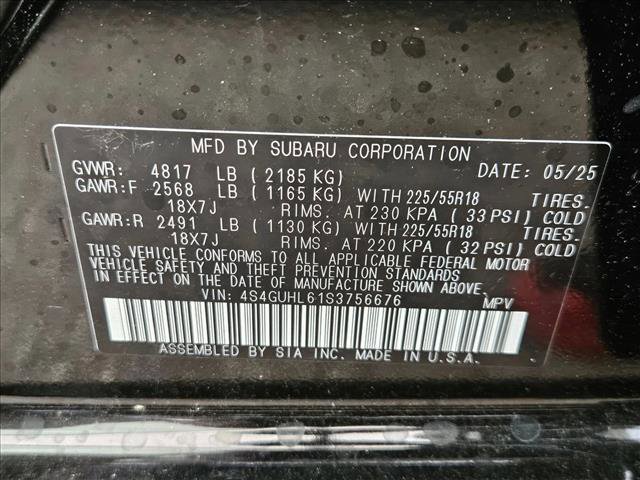 MFD BY SUBARU CORPORATION
GVWR: 4817 LB ( 2185 KG) DATE: 05/25
GAWR:F 2568 LB ( 1165 KG) WITH 225/55R18 TIRES.
18X7J RIMS. AT 230 KPA ( 33 PSI) COLD
GAWR:R 2491 LB ( 1130 KG) WITH 225/55R18 TIRES.
18X7J RIMS. AT 220 KPA ( 32 PSI) COLD
THIS VEHICLE CONFORMS TO ALL APPLICABLE FEDERAL MOTOR
VEHICLE SAFETY AND THEFT PREVENTION STANDARDS
IN EFFECT ON THE DATE OF MANUFACTURE SHOWN ABOVE.
VIN: 4S4GUHL61S3756676 MPV
ASSEMBLED BY SIA INC. MADE IN U.S.A.